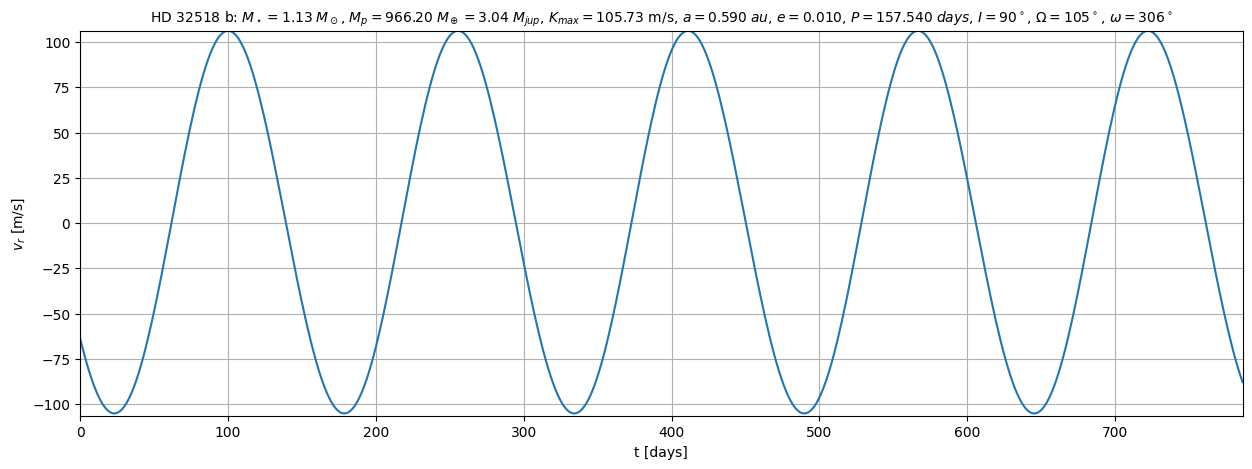 HD 32518 b: M⋆ = 1.13 M⊙, Mp = 966.20 M⊕ = 3.04 Mjup, Kmax = 105.73 m/s, a = 0.590 au, e = 0.010, P = 157.540 days, I = 90°, Ω = 105°, ω = 306°
100
75
50
25
0
−25
−50
−75
−100
vr [m/s]
0 100 200 300 400 500 600 700
t [days]